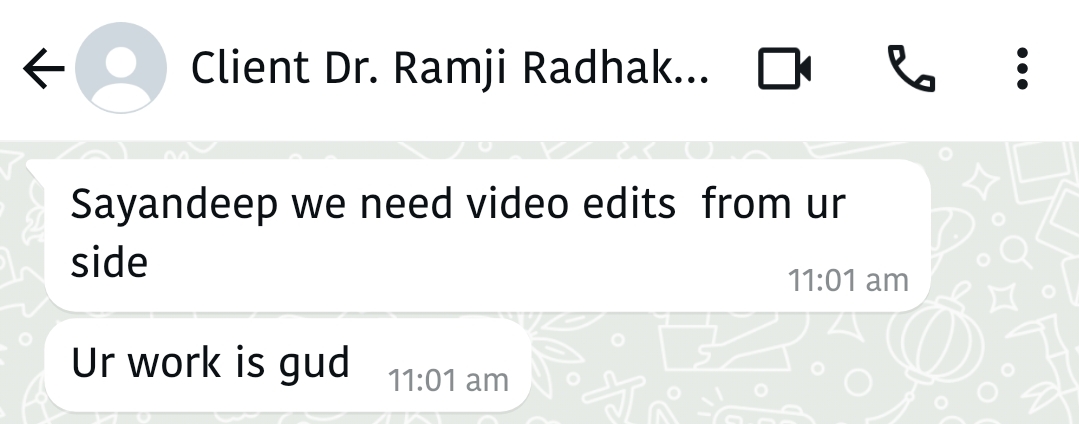 Client Dr. Ramji Radhak...
Sayandeep we need video edits  from ur
side
11:01 am
Ur work is gud
11:01 am